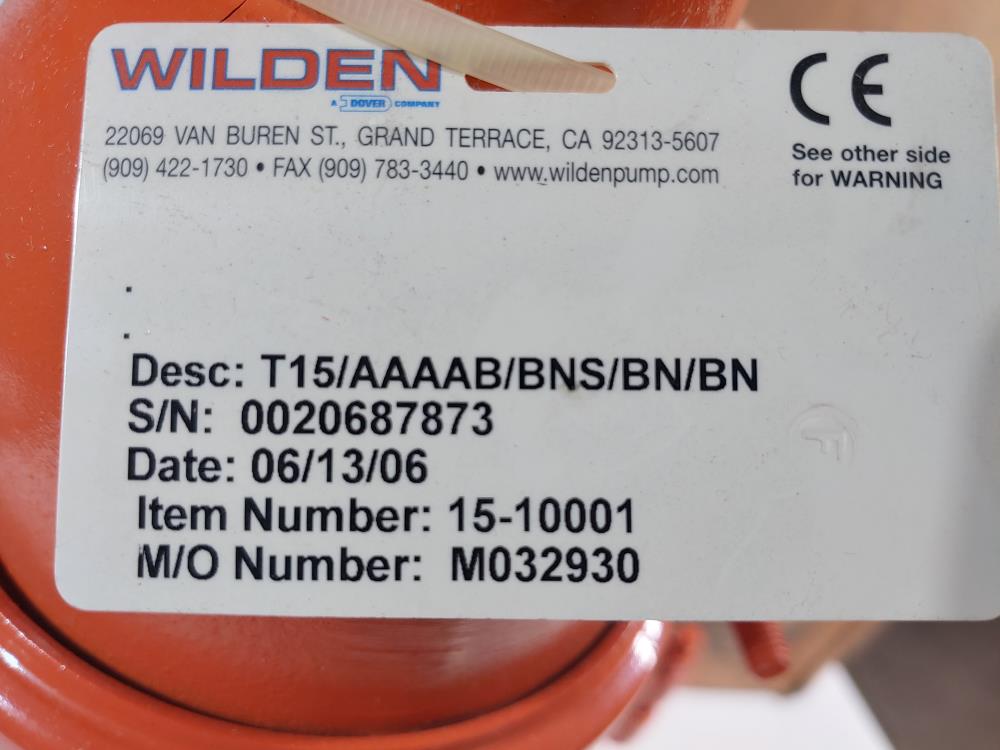 WILDEN
A DOVER COMPANY
22069 VAN BUREN ST., GRAND TERRACE, CA 92313-5607
(909) 422-1730 • FAX (909) 783-3440 • www.wildenpump.com
CE
See other side
for WARNING
.
.
Desc: T15/AAAAB/BNS/BN/BN
S/N: 0020687873
Date: 06/13/06
Item Number: 15-10001
M/O Number: M032930